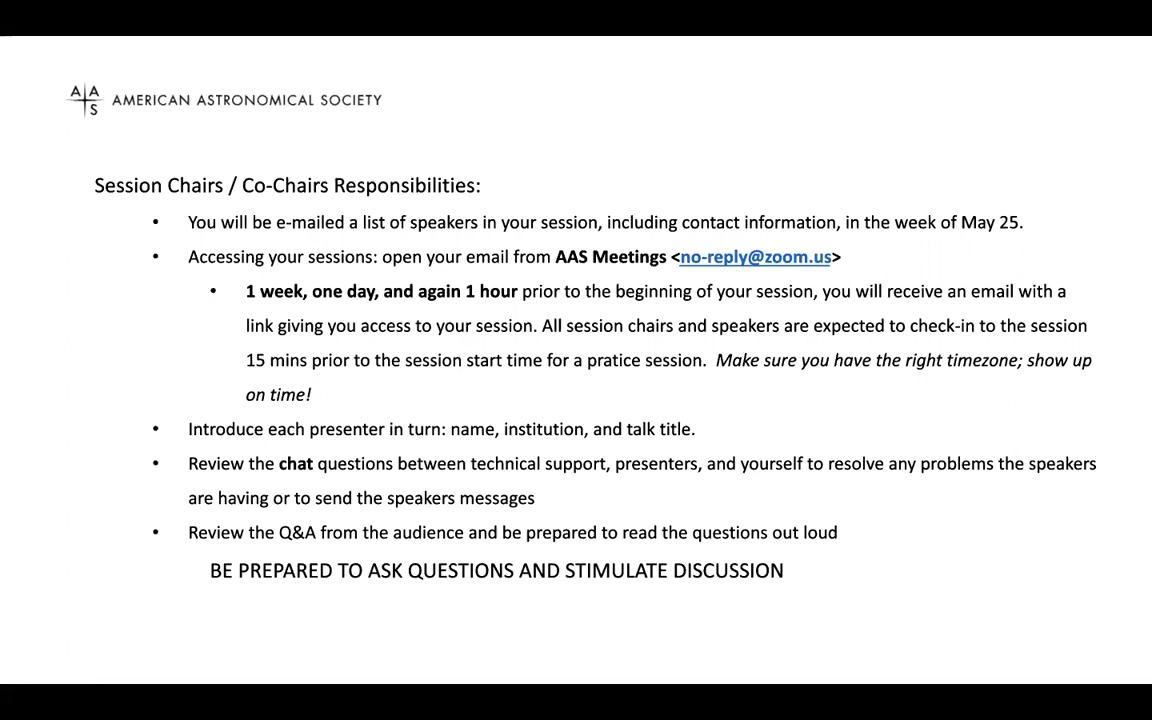 AAS AMERICAN ASTRONOMICAL SOCIETY
Session Chairs / Co-Chairs Responsibilities:
• You will be e-mailed a list of speakers in your session, including contact information, in the week of May 25.
• Accessing your sessions: open your email from AAS Meetings <no-reply@zoom.us>
• 1 week, one day, and again 1 hour prior to the beginning of your session, you will receive an email with a
link giving you access to your session. All session chairs and speakers are expected to check-in to the session
15 mins prior to the session start time for a pratice session. Make sure you have the right timezone; show up
on time!
• Introduce each presenter in turn: name, institution, and talk title.
• Review the chat questions between technical support, presenters, and yourself to resolve any problems the speakers
are having or to send the speakers messages
• Review the Q&A from the audience and be prepared to read the questions out loud
BE PREPARED TO ASK QUESTIONS AND STIMULATE DISCUSSION